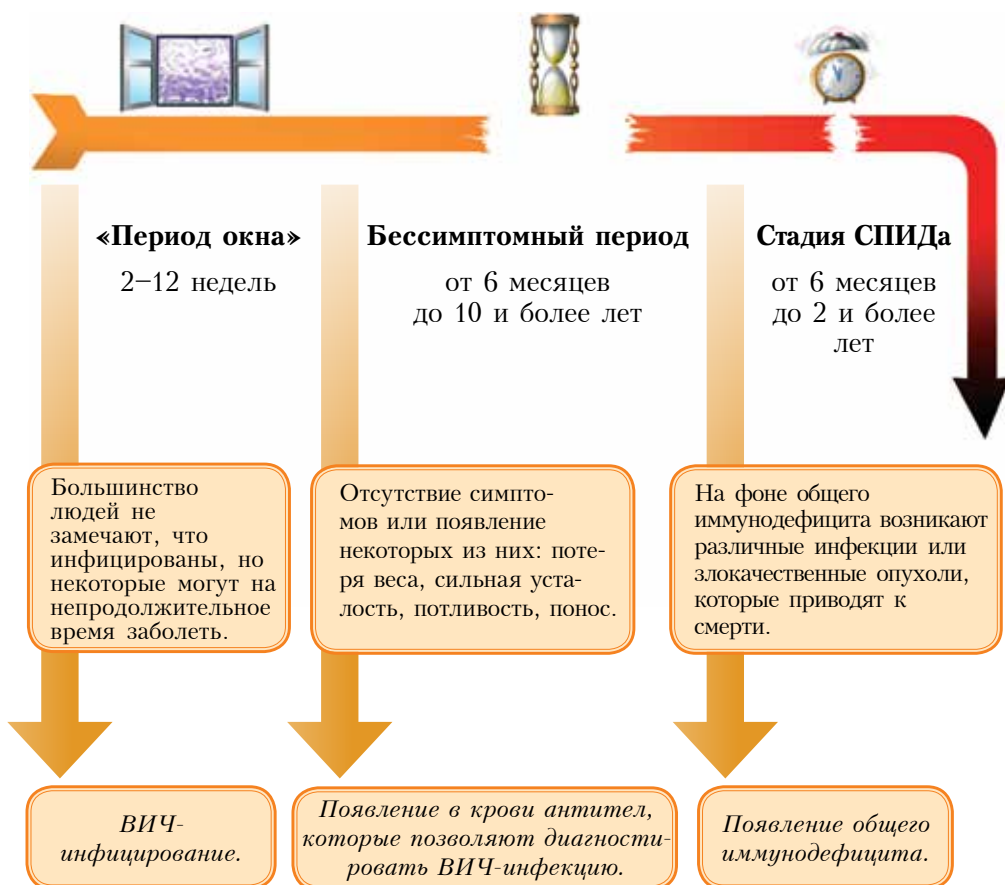 «Период окна»
2–12 недель
Бессимптомный период
от 6 месяцев
до 10 и более лет
Стадия СПИДа
от 6 месяцев
до 2 и более
лет
Большинство
людей не
замечают, что
инфицированы, но
некоторые могут на
непродолжительное
время заболеть.
Отсутствие симпто-
мов или появление
некоторых из них: поте-
ря веса, сильная уста-
лость, потливость, понос.
На фоне общего
иммунодефицита возникают
различные инфекции или
злокачественные опухоли,
которые приводят к
смерти.
ВИЧ-
инфицирование.
Появление в крови антител,
которые позволяют диагности-
ровать ВИЧ-инфекцию.
Появление общего
иммунодефицита.